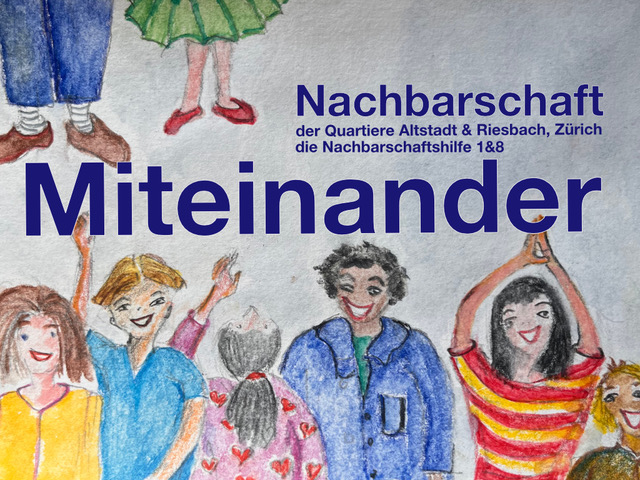 Nachbarschaft
der Quartiere Altstadt & Riesbach, Zürich
die Nachbarschaftshilfe 1&8
Miteinander